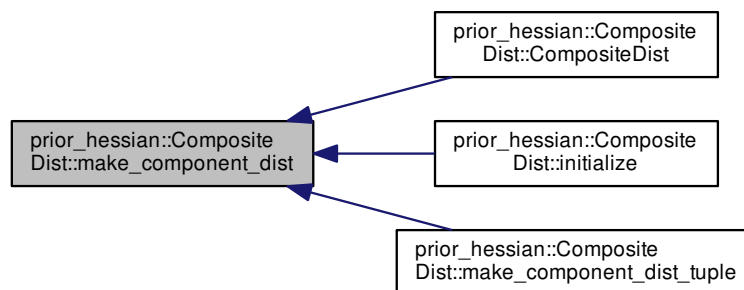 prior_hessian::Composite
Dist::CompositeDist
prior_hessian::Composite
Dist::make_component_dist
prior_hessian::Composite
Dist::initialize
prior_hessian::Composite
Dist::make_component_dist_tuple